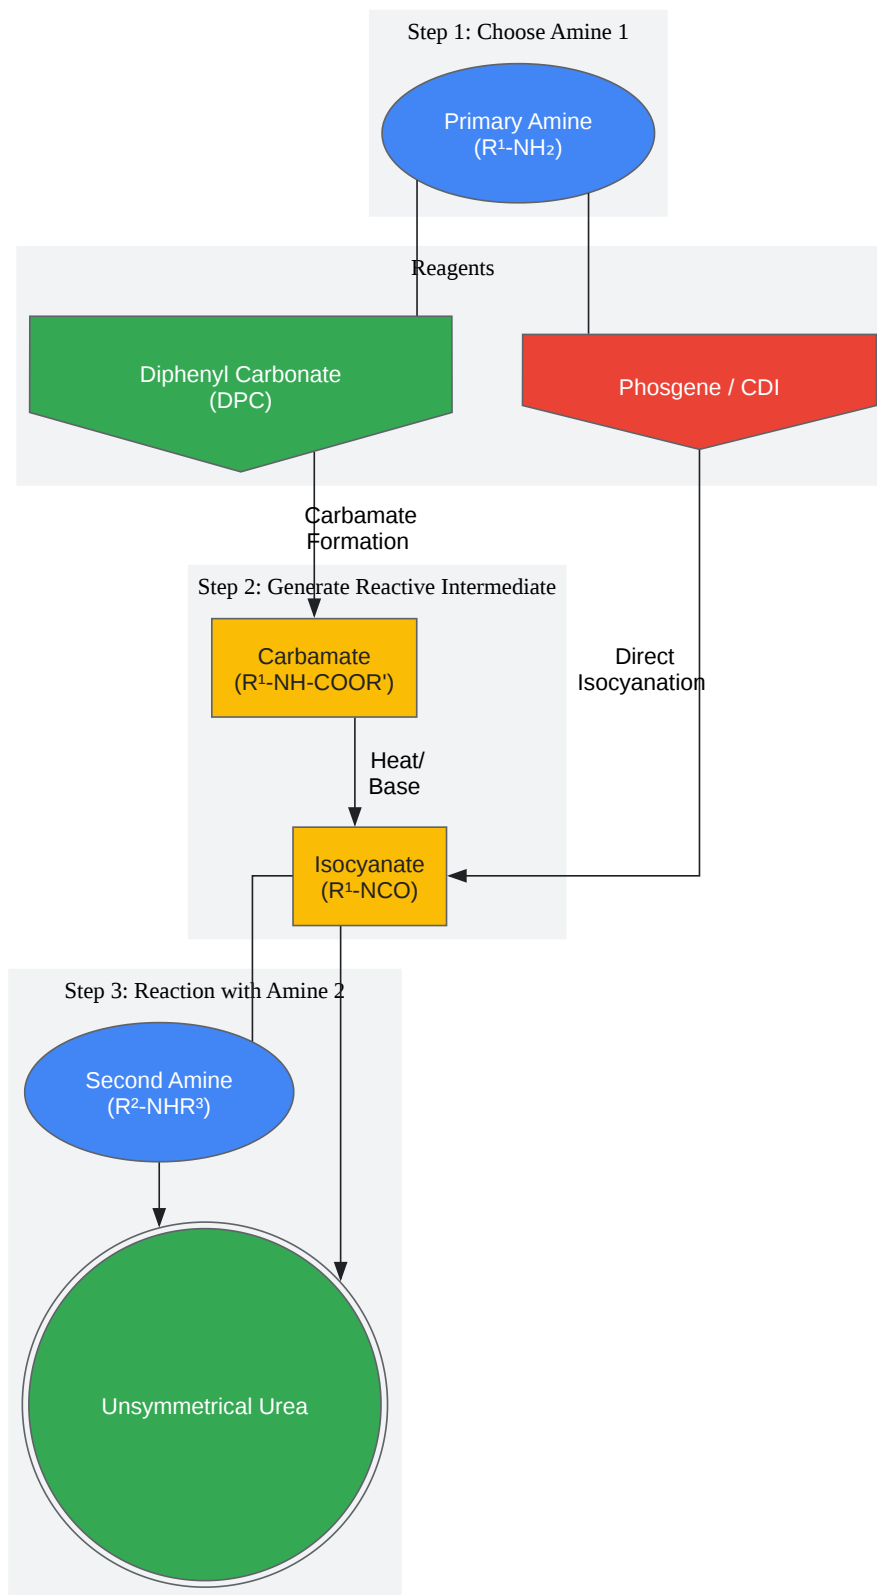 Step 1: Choose Amine 1
Primary Amine
(R¹-NH₂)
Reagents
Diphenyl Carbonate
(DPC)
Phosgene / CDI
Carbamate
Formation
Step 2: Generate Reactive Intermediate
Carbamate
(R¹-NH-COOR')
Direct
Isocyanation
Heat/
Base
Isocyanate
(R¹-NCO)
Step 3: Reaction with Amine 2
Second Amine
(R²-NHR³)
Unsymmetrical Urea